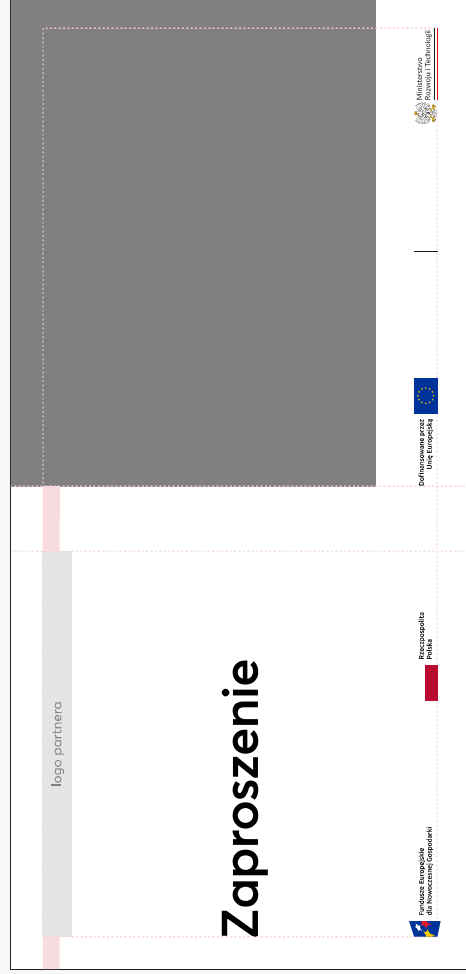 logo partnera
Zaproszenie
Fundusze Europejskie
dla Nowoczesnej Gospodarki
Rzeczpospolita
Polska
Dofinansowane przez
Unię Europejską
Ministerstwo
Rozwoju i Technologii